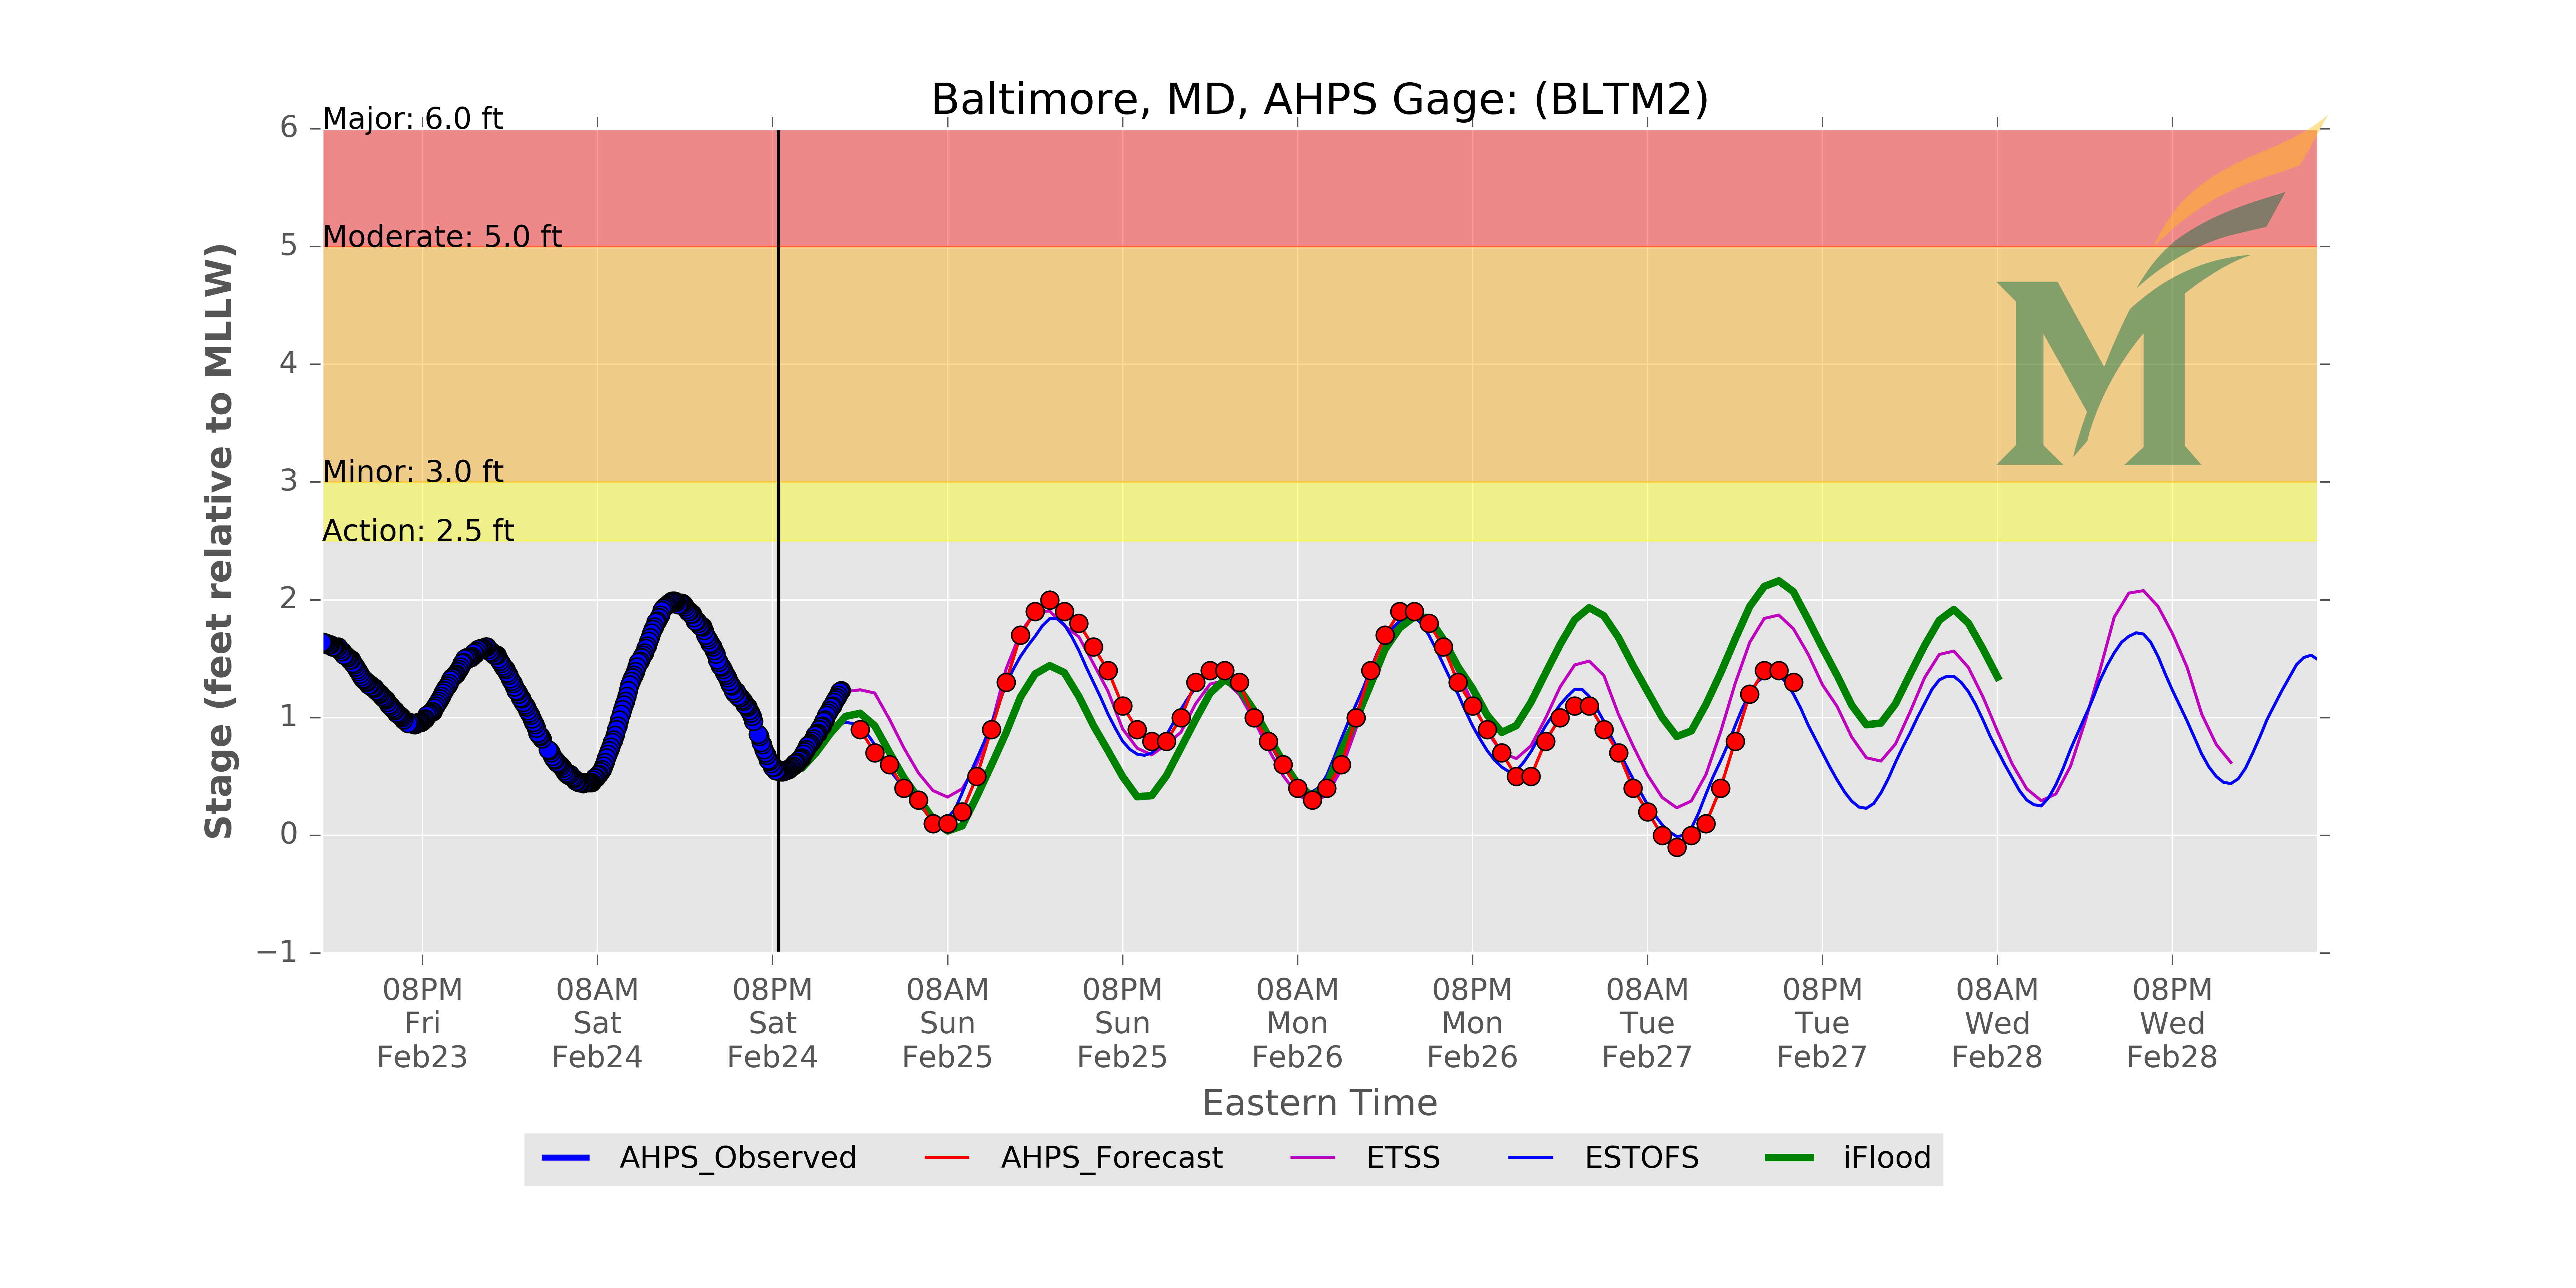 Baltimore, MD, AHPS Gage: (BLTM2)
Major: 6.0 ft
Moderate: 5.0 ft
Minor: 3.0 ft
Action: 2.5 ft
6
5
4
3
2
1
0
−1
Stage (feet relative to MLLW)
M
08PM 08AM 08PM 08AM 08PM 08AM 08PM 08AM 08PM 08AM 08PM
Fri Sat Sat Sun Sun Mon Mon Tue Tue Wed Wed
Feb23 Feb24 Feb24 Feb25 Feb25 Feb26 Feb26 Feb27 Feb27 Feb28 Feb28
Eastern Time
AHPS_Observed AHPS_Forecast ETSS ESTOFS iFlood